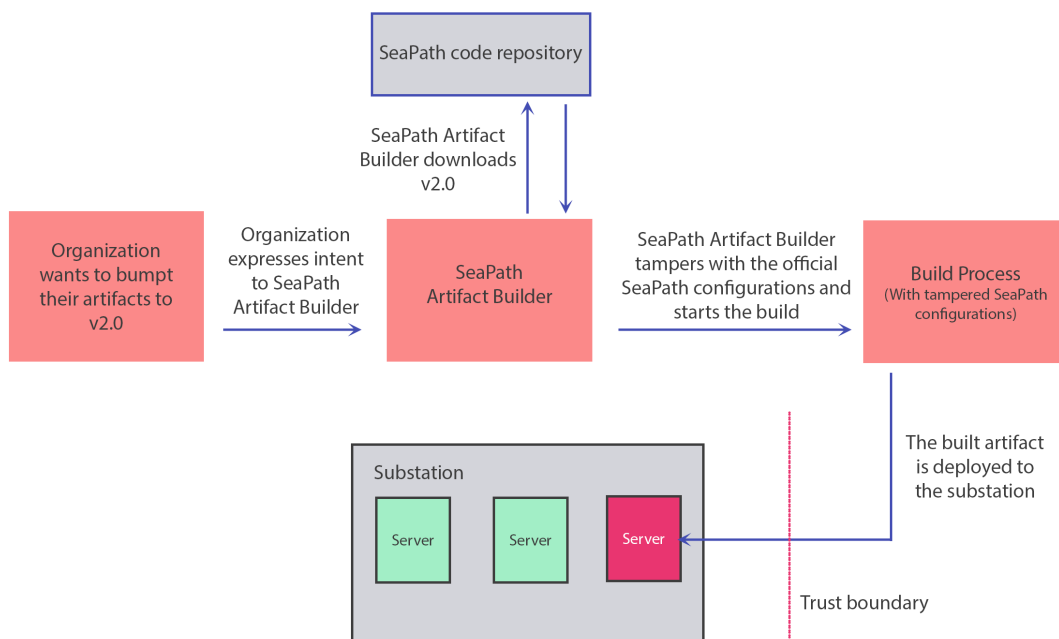 SeaPath code repository
SeaPath Artifact
Builder downloads
v2.0
Organization
wants to bumpt
their artifacts to
v2.0
Organization
expresses intent
to SeaPath
Artifact Builder
SeaPath
Artifact Builder
SeaPath Artifact Builder
tampers with the official
SeaPath configurations and
starts the build
Build Process
(With tampered SeaPath
configurations)
The built artifact
is deployed to
the substation
Substation
Server
Server
Server
Trust boundary